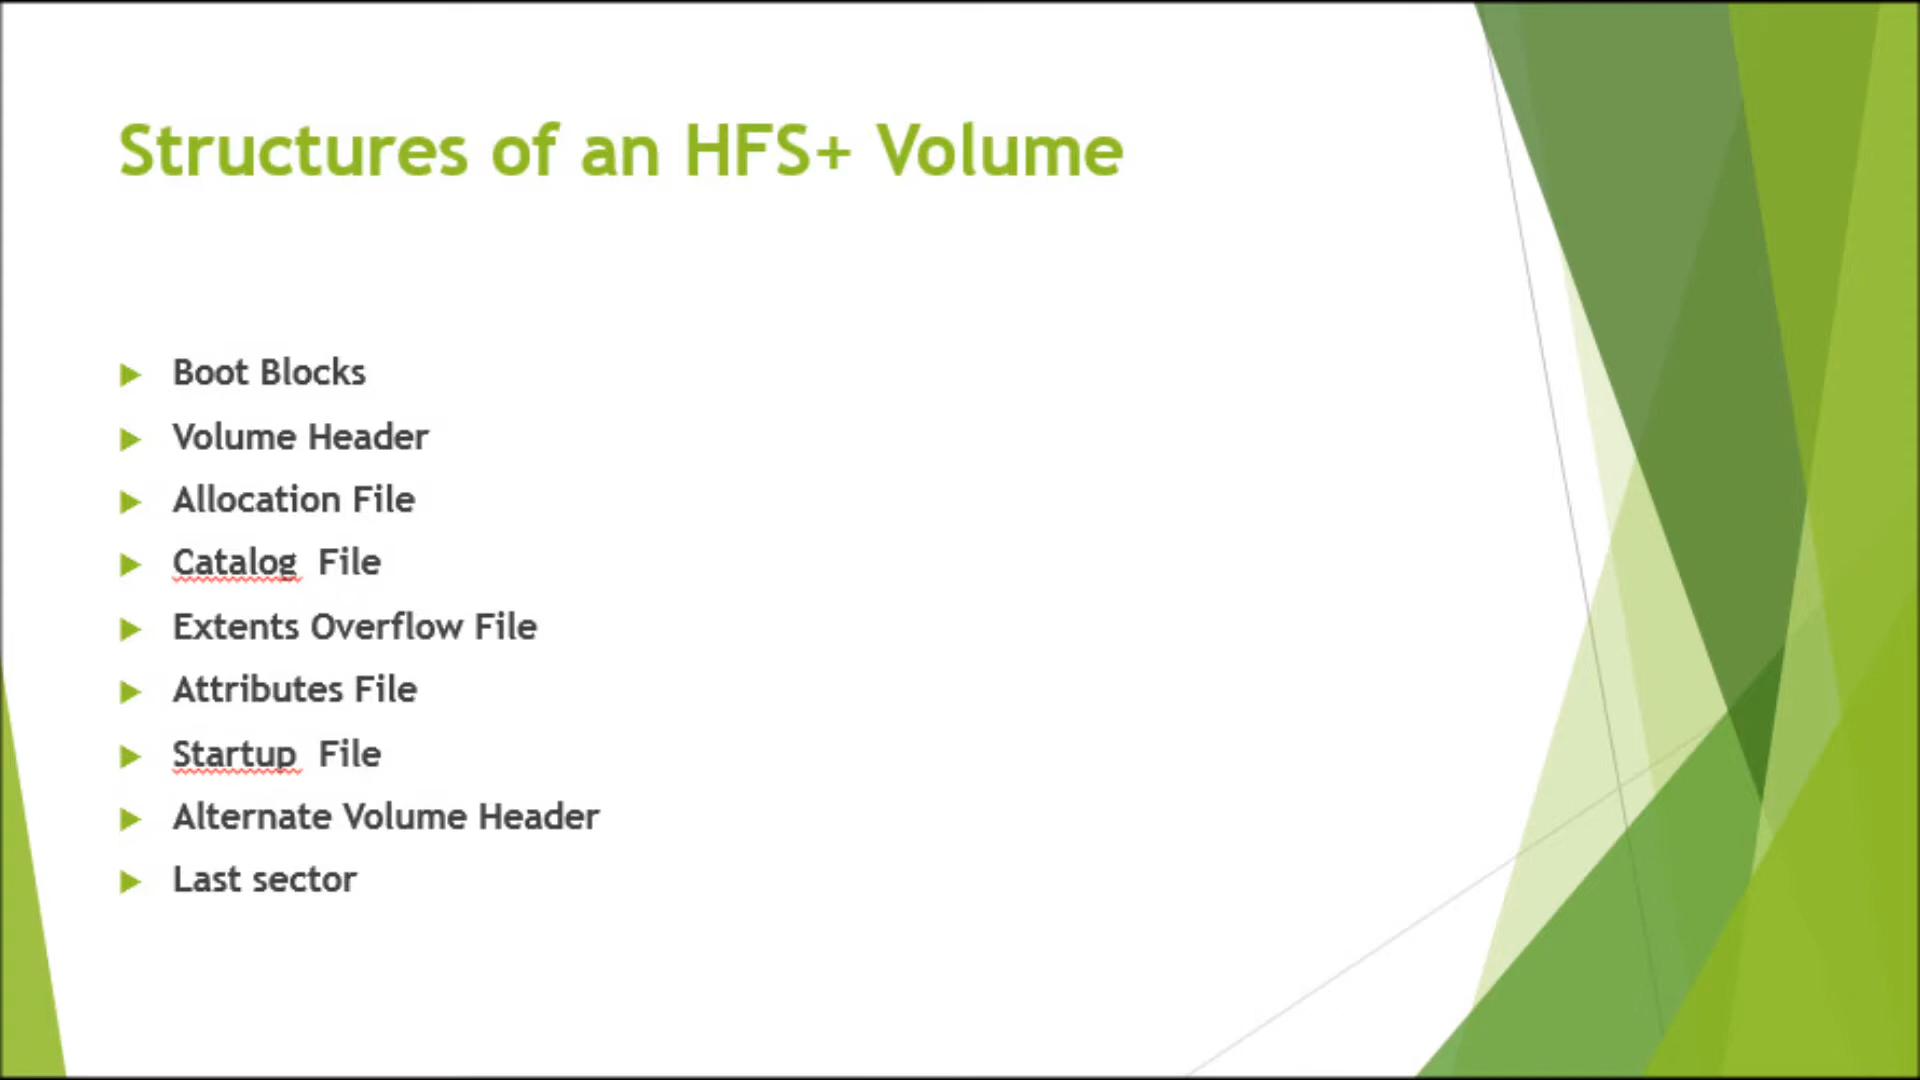 Structures of an HFS+ Volume
Boot Blocks
Volume Header
Allocation File
Catalog  File
Extents Overflow File
Attributes File
Startup  File
Alternate Volume Header
Last sector